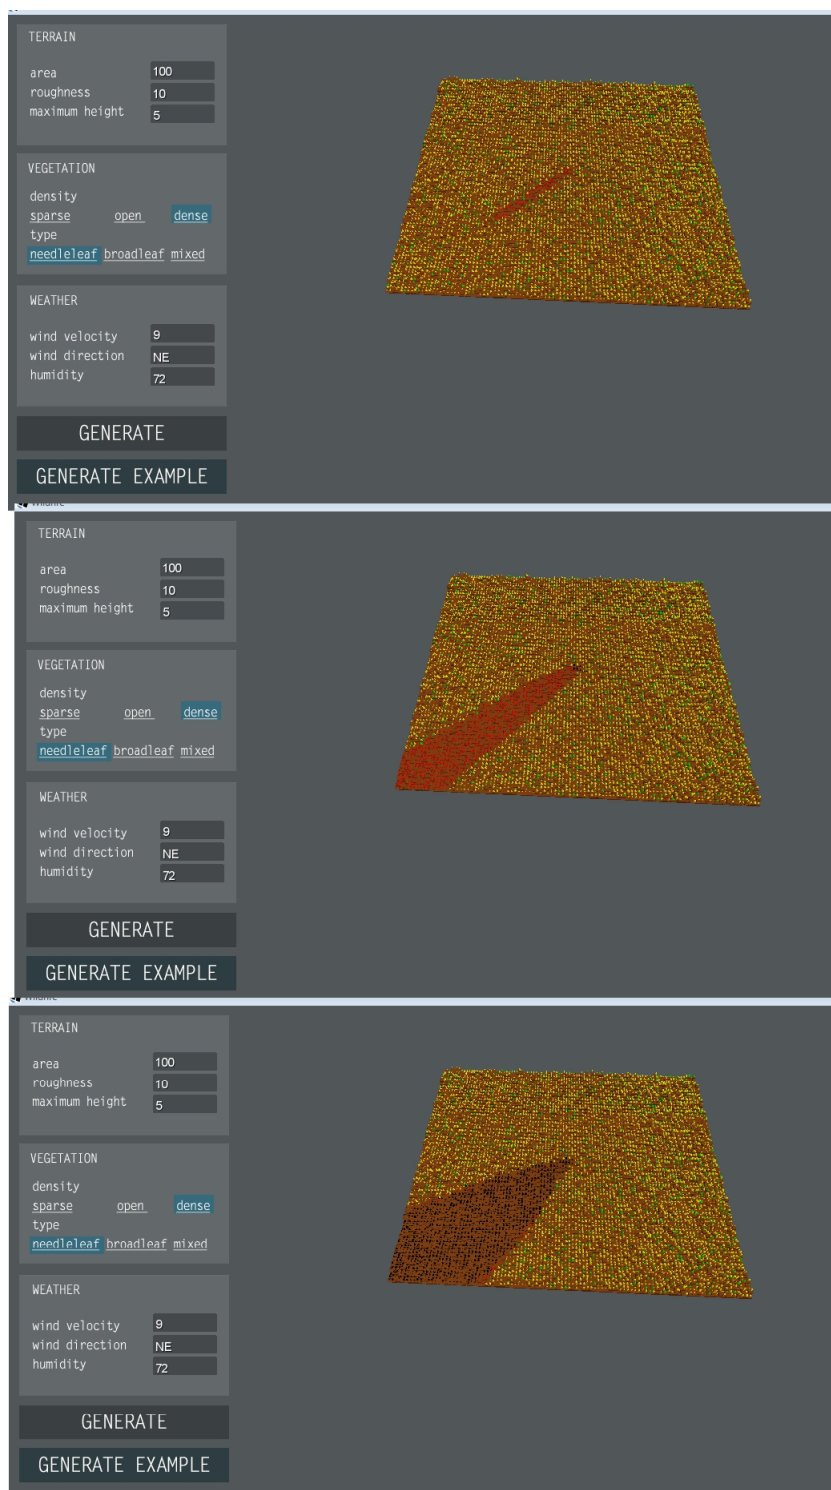 TERRAIN
area 100
roughness 10
maximum height 5
VEGETATION
density
sparse open dense
type
needleleaf broadleaf mixed
WEATHER
wind velocity 9
wind direction NE
humidity 72
GENERATE
GENERATE EXAMPLE
TERRAIN
area 100
roughness 10
maximum height 5
VEGETATION
density
sparse open dense
type
needleleaf broadleaf mixed
WEATHER
wind velocity 9
wind direction NE
humidity 72
GENERATE
GENERATE EXAMPLE
TERRAIN
area 100
roughness 10
maximum height 5
VEGETATION
density
sparse open dense
type
needleleaf broadleaf mixed
WEATHER
wind velocity 9
wind direction NE
humidity 72
GENERATE
GENERATE EXAMPLE